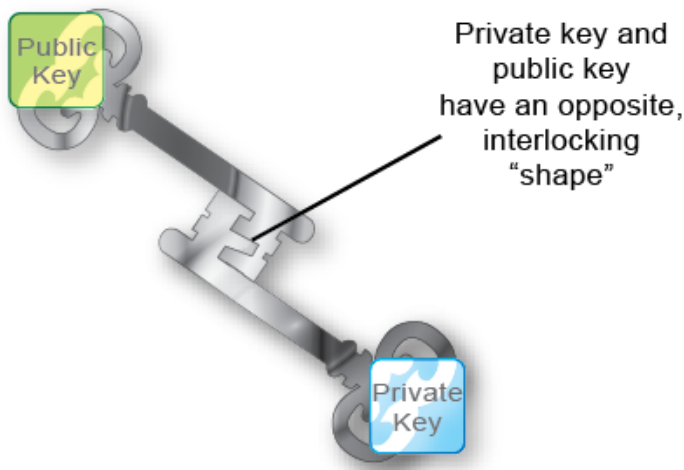 Public
Key
Private key and
public key
have an opposite,
interlocking
“shape”
Private
Key